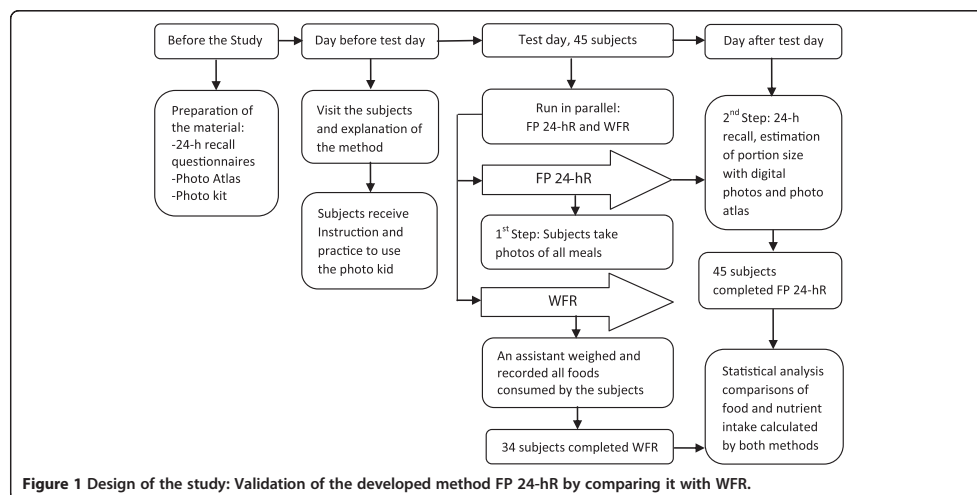 Before the Study
Day before test day
Test day, 45 subjects
Day after test day
Preparation of
the material:
-24-h recall
questionnaires
-Photo Atlas
-Photo kit
Visit the subjects
and explanation of
the method
Subjects receive
Instruction and
practice to use
the photo kid
Run in parallel:
FP 24-hR and WFR
FP 24-hR
1st Step: Subjects take
photos of all meals
WFR
An assistant weighed and
recorded all foods
consumed by the subjects
34 subjects completed WFR
2nd Step: 24-h
recall, estimation
of portion size
with digital
photos and photo
atlas
45 subjects
completed FP 24-hR
Statistical analysis
comparisons of
food and nutrient
intake calculated
by both methods
Figure 1 Design of the study: Validation of the developed method FP 24-hR by comparing it with WFR.